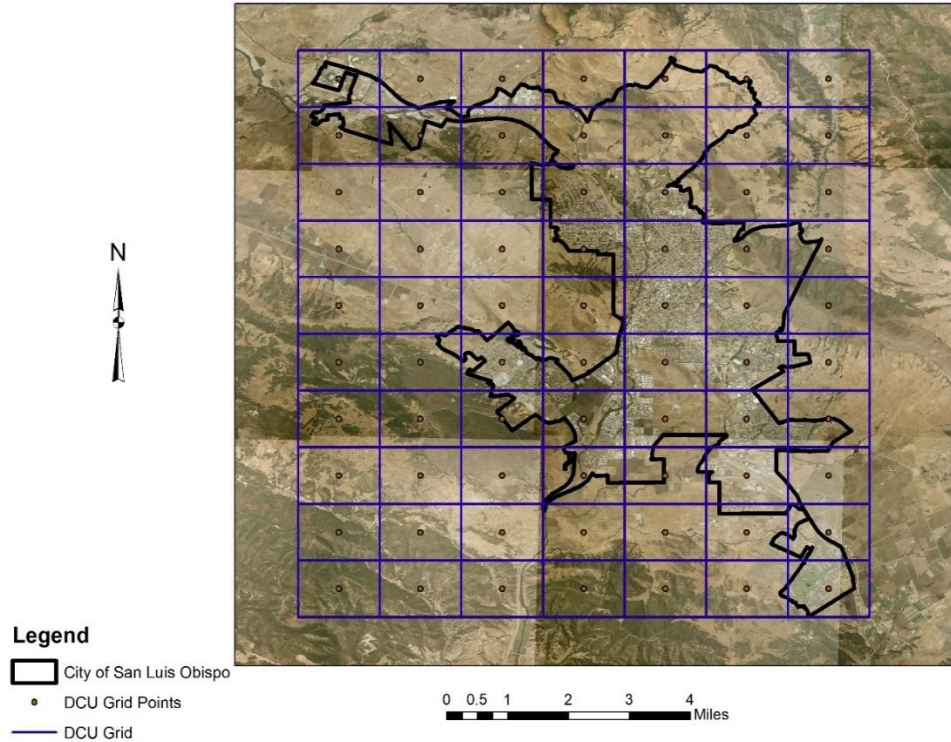 N
Legend
City of San Luis Obispo
DCU Grid Points
DCU Grid
0 0.5 1 2 3 4
Miles